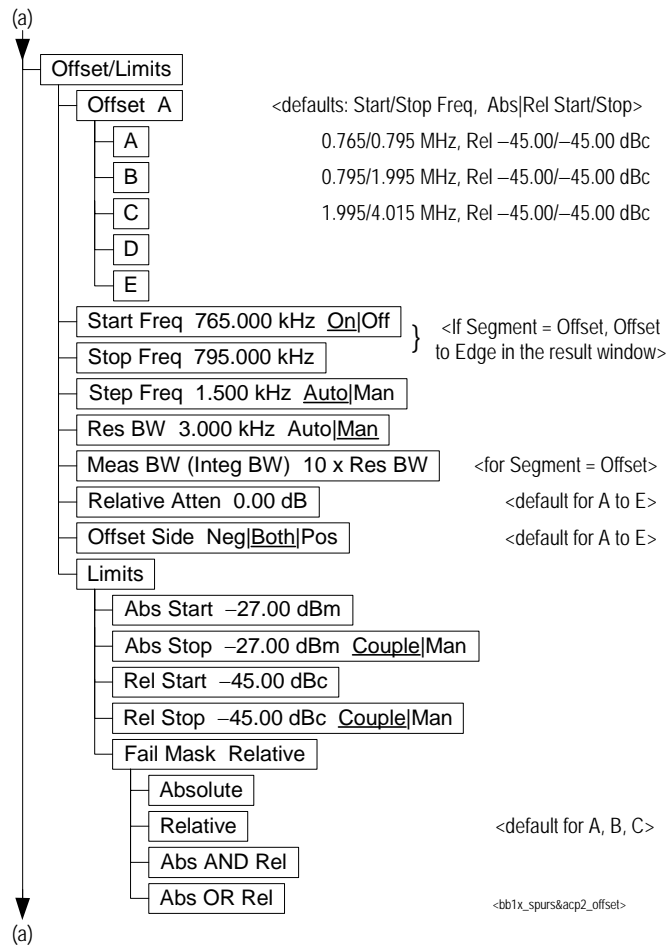 (a)
Offset/Limits
Offset A <defaults: Start/Stop Freq, Abs|Rel Start/Stop>
A 0.765/0.795 MHz, Rel −45.00/−45.00 dBc
B 0.795/1.995 MHz, Rel −45.00/−45.00 dBc
C 1.995/4.015 MHz, Rel −45.00/−45.00 dBc
D
E
Start Freq 765.000 kHz On|Off
Stop Freq 795.000 kHz
} <If Segment = Offset, Offset
to Edge in the result window>
Step Freq 1.500 kHz Auto|Man
Res BW 3.000 kHz Auto|Man
Meas BW (Integ BW) 10 x Res BW <for Segment = Offset>
Relative Atten 0.00 dB <default for A to E>
Offset Side Neg|Both|Pos <default for A to E>
Limits
Abs Start −27.00 dBm
Abs Stop −27.00 dBm Couple|Man
Rel Start −45.00 dBc
Rel Stop −45.00 dBc Couple|Man
Fail Mask Relative
Absolute
Relative <default for A, B, C>
Abs AND Rel
Abs OR Rel <bb1x_spurs&acp2_offset>
(a)